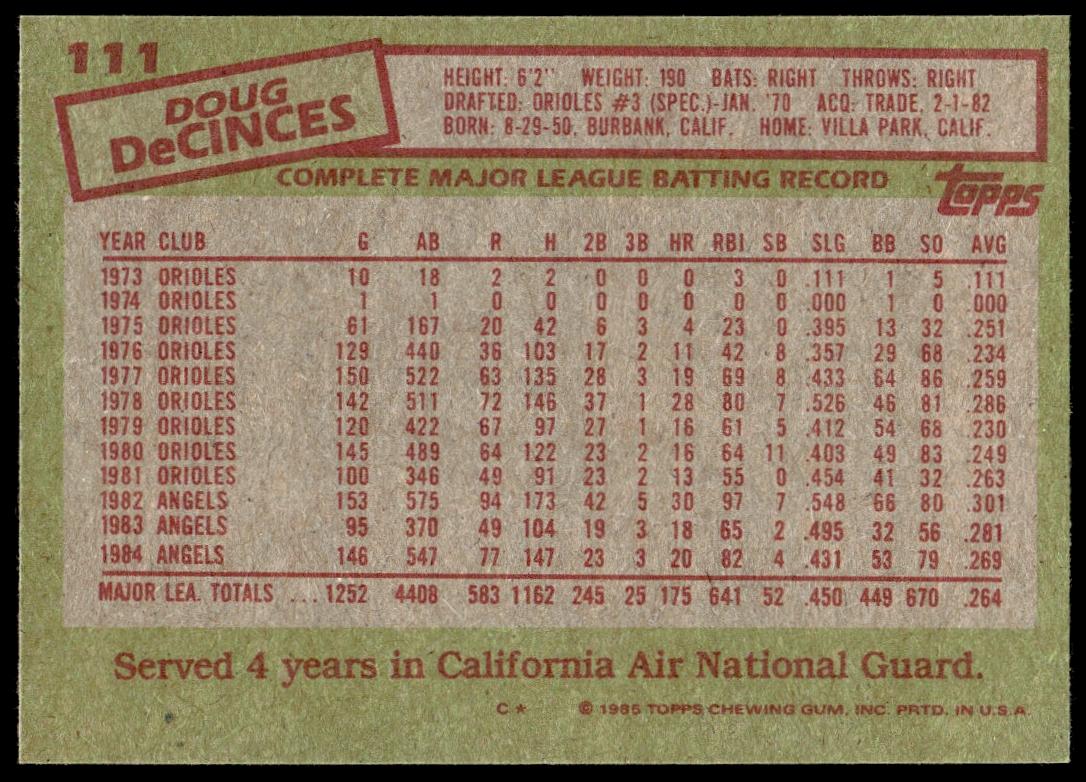 111
DOUG
DeCINCES
HEIGHT: 6'2" WEIGHT: 190 BATS: RIGHT THROWS: RIGHT
DRAFTED: ORIOLES #3 (SPEC.)-JAN. '70 ACQ: TRADE, 2-1-82
BORN: 8-29-50, BURBANK, CALIF. HOME: VILLA PARK, CALIF.
COMPLETE MAJOR LEAGUE BATTING RECORD
topps
YEAR CLUB G AB R H 2B 3B HR RBI SB SLG BB SO AVG
1973 ORIOLES 10 18 2 2 0 0 0 3 0 .111 1 5 .111
1974 ORIOLES 1 1 0 0 0 0 0 0 0 .000 1 0 .000
1975 ORIOLES 61 167 20 42 6 3 4 23 0 .395 13 32 .251
1976 ORIOLES 129 440 36 103 17 2 11 42 8 .357 29 68 .234
1977 ORIOLES 150 522 63 135 28 3 19 69 8 .433 64 86 .259
1978 ORIOLES 142 511 72 146 37 1 28 80 7 .526 46 81 .286
1979 ORIOLES 120 422 67 97 27 1 16 61 5 .412 54 68 .230
1980 ORIOLES 145 489 64 122 23 2 16 64 11 .403 49 83 .249
1981 ORIOLES 100 346 49 91 23 2 13 55 0 .454 41 32 .263
1982 ANGELS 153 575 94 173 42 5 30 97 7 .548 66 80 .301
1983 ANGELS 95 370 49 104 19 3 18 65 2 .495 32 56 .281
1984 ANGELS 146 547 77 147 23 3 20 82 4 .431 53 79 .269
MAJOR LEA. TOTALS ... 1252 4408 583 1162 245 25 175 641 52 .450 449 670 .264
Served 4 years in California Air National Guard.
C * © 1985 TOPPS CHEWING GUM, INC. PRTD. IN U.S.A.